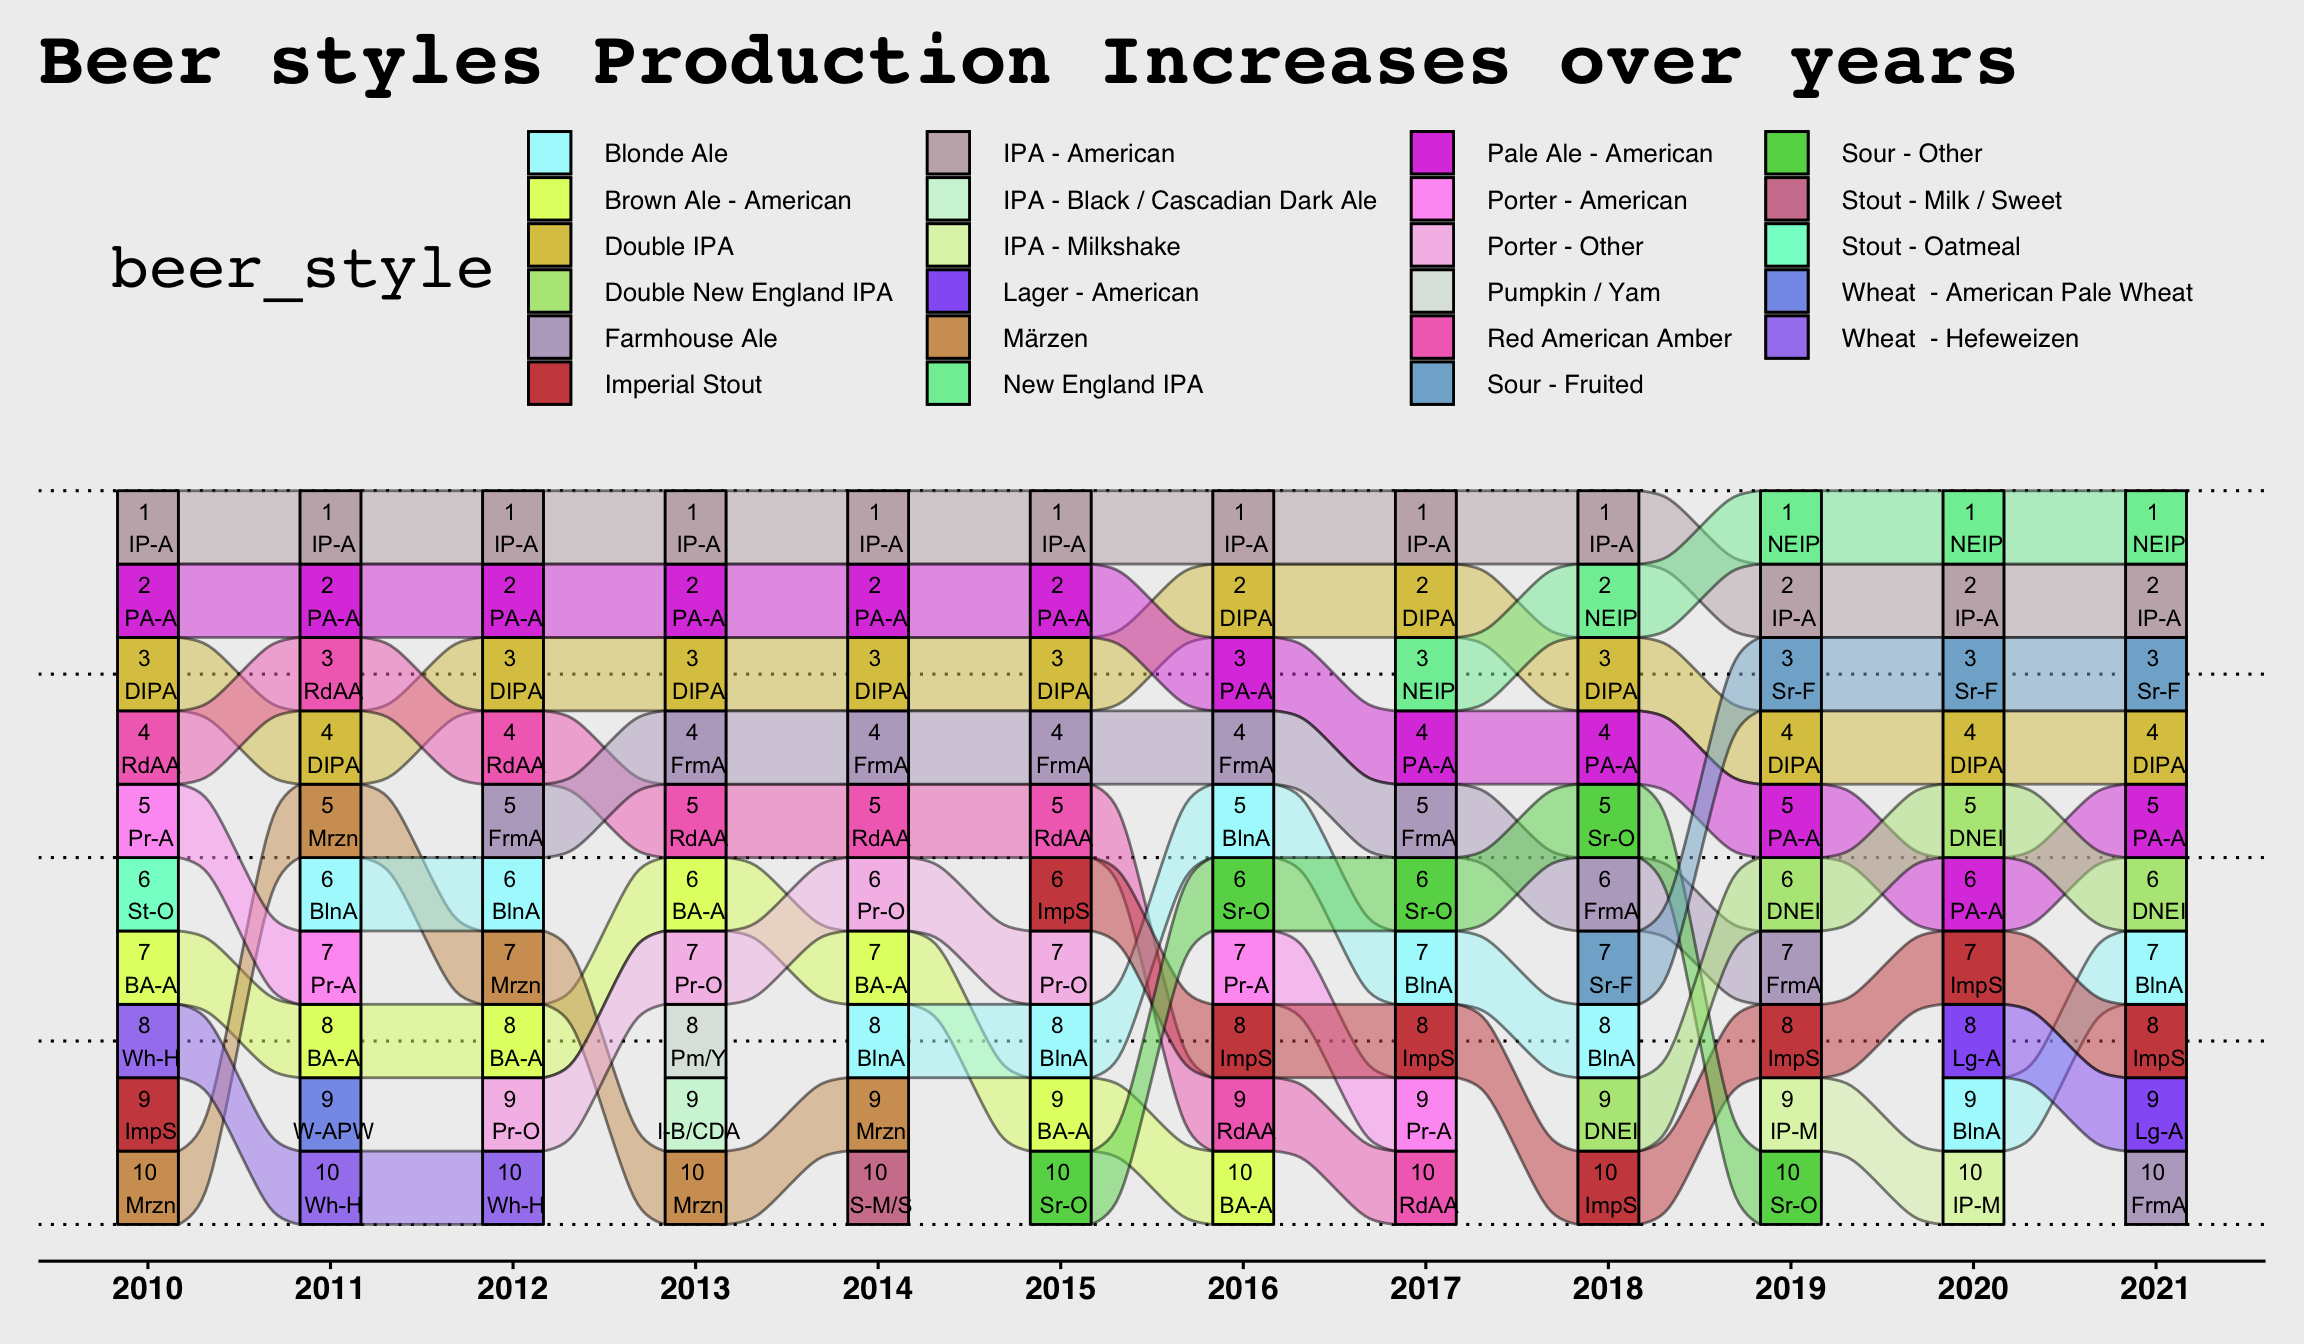 Beer styles Production Increases over years
beer_style
Blonde Ale
Brown Ale - American
Double IPA
Double New England IPA
Farmhouse Ale
Imperial Stout
IPA - American
IPA - Black / Cascadian Dark Ale
IPA - Milkshake
Lager - American
Märzen
New England IPA
Pale Ale - American
Porter - American
Porter - Other
Pumpkin / Yam
Red American Amber
Sour - Fruited
Sour - Other
Stout - Milk / Sweet
Stout - Oatmeal
Wheat  - American Pale Wheat
Wheat  - Hefeweizen
1 1 1 1 1 1 1 1 1 1 1 1
IP-A IP-A IP-A IP-A IP-A IP-A IP-A IP-A IP-A NEIP NEIP NEIP
2 2 2 2 2 2 2 2 2 2 2 2
PA-A PA-A PA-A PA-A PA-A PA-A DIPA DIPA NEIP IP-A IP-A IP-A
3 3 3 3 3 3 3 3 3 3 3 3
DIPA RdAA DIPA DIPA DIPA DIPA PA-A NEIP DIPA Sr-F Sr-F Sr-F
4 4 4 4 4 4 4 4 4 4 4 4
RdAA DIPA RdAA FrmA FrmA FrmA FrmA PA-A PA-A DIPA DIPA DIPA
5 5 5 5 5 5 5 5 5 5 5 5
Pr-A Mrzn FrmA RdAA RdAA RdAA BlnA FrmA Sr-O PA-A DNEI PA-A
6 6 6 6 6 6 6 6 6 6 6 6
St-O BlnA BlnA BA-A Pr-O ImpS Sr-O Sr-O FrmA DNEI PA-A DNEI
7 7 7 7 7 7 7 7 7 7 7 7
BA-A Pr-A Mrzn Pr-O BA-A Pr-O Pr-A BlnA Sr-F FrmA ImpS BlnA
8 8 8 8 8 8 8 8 8 8 8 8
Wh-H BA-A BA-A Pm/Y BlnA BlnA ImpS ImpS BlnA ImpS Lg-A ImpS
9 9 9 9 9 9 9 9 9 9 9 9
ImpS W-APW Pr-O I-B/CDA Mrzn BA-A RdAA Pr-A DNEI IP-M BlnA Lg-A
10 10 10 10 10 10 10 10 10 10 10 10
Mrzn Wh-H Wh-H Mrzn S-M/S Sr-O BA-A RdAA ImpS Sr-O IP-M FrmA
2010 2011 2012 2013 2014 2015 2016 2017 2018 2019 2020 2021